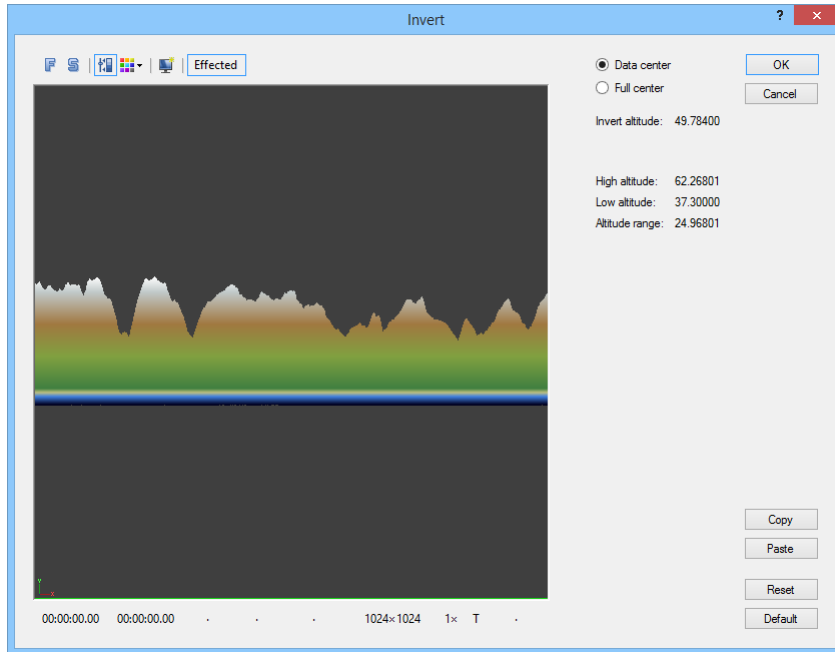 Invert
?
F S Effected
Data center
OK
Full center
Cancel
Invert altitude: 49.78400
High altitude: 62.26801
Low altitude: 37.30000
Altitude range: 24.96801
Copy
Paste
Y
X
Reset
00:00:00.00 00:00:00.00 . . . 1024×1024 1× T .
Default